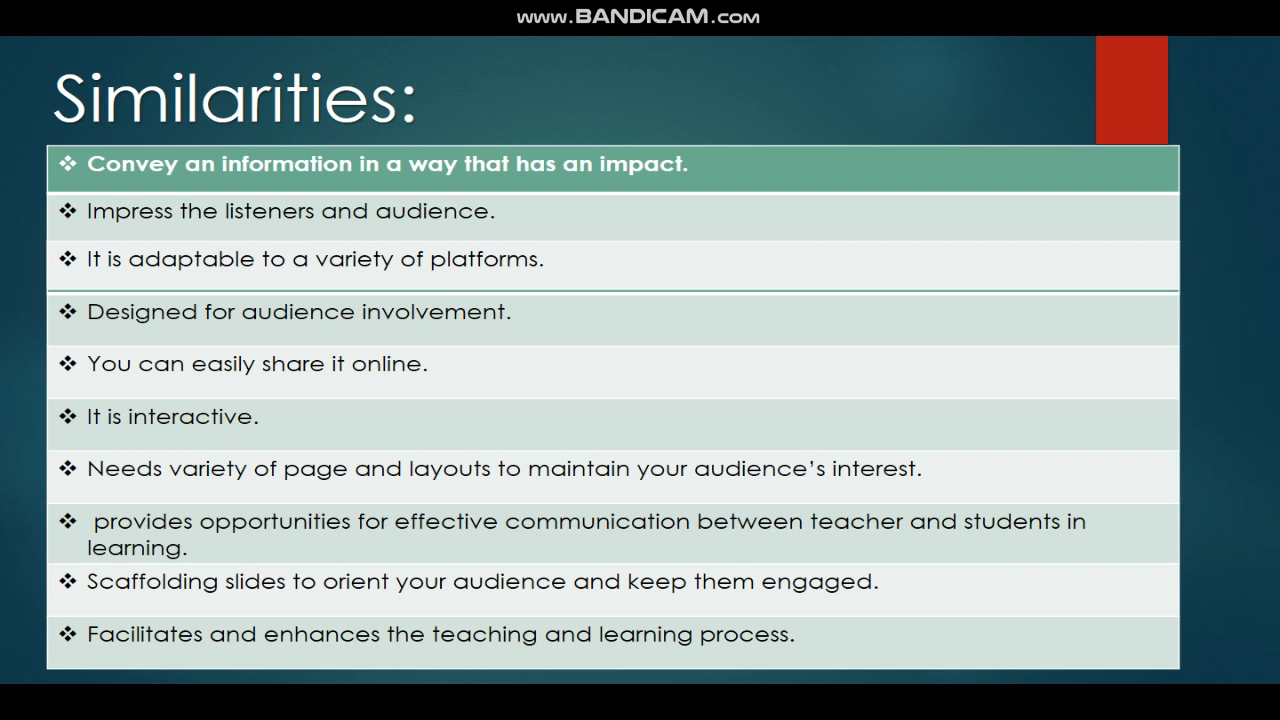 www.BANDICAM.com
Similarities:
❖ Convey an information in a way that has an impact.
❖ Impress the listeners and audience.
❖ It is adaptable to a variety of platforms.
❖ Designed for audience involvement.
❖ You can easily share it online.
❖ It is interactive.
❖ Needs variety of page and layouts to maintain your audience’s interest.
❖ provides opportunities for effective communication between teacher and students in
learning.
❖ Scaffolding slides to orient your audience and keep them engaged.
❖ Facilitates and enhances the teaching and learning process.